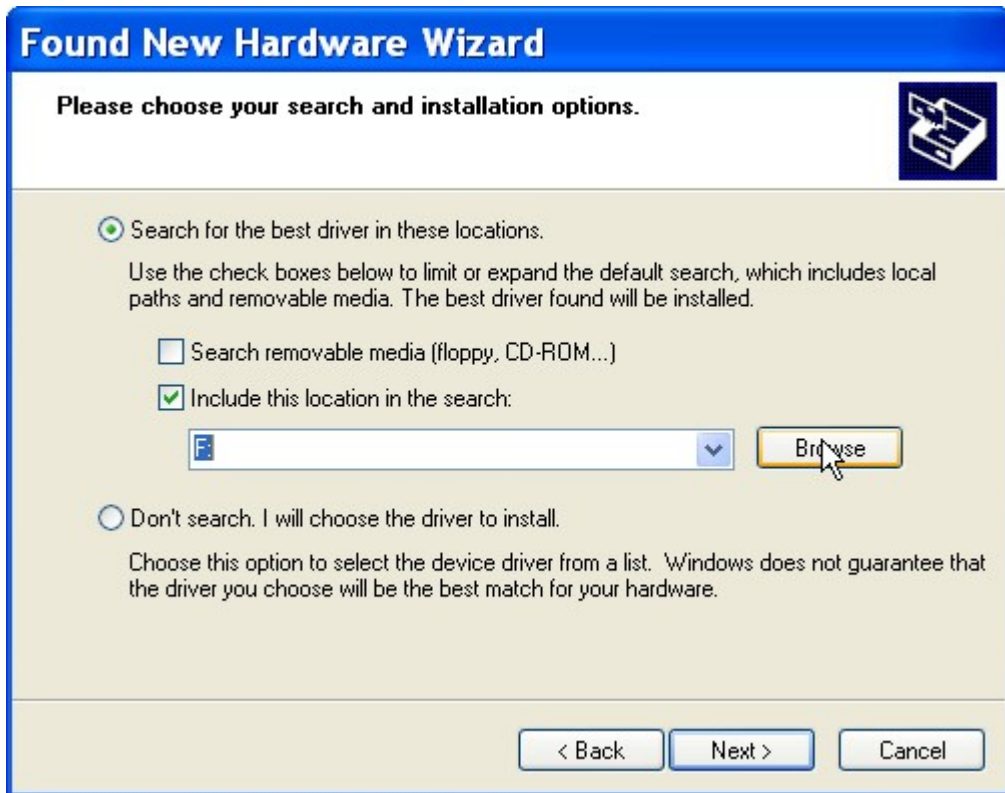 Found New Hardware Wizard
Please choose your search and installation options.
Search for the best driver in these locations.
Use the check boxes below to limit or expand the default search, which includes local
paths and removable media. The best driver found will be installed.
Search removable media (floppy, CD-ROM...)
Include this location in the search:
F:
Browse
Don't search. I will choose the driver to install.
Choose this option to select the device driver from a list. Windows does not guarantee that
the driver you choose will be the best match for your hardware.
< Back Next > Cancel